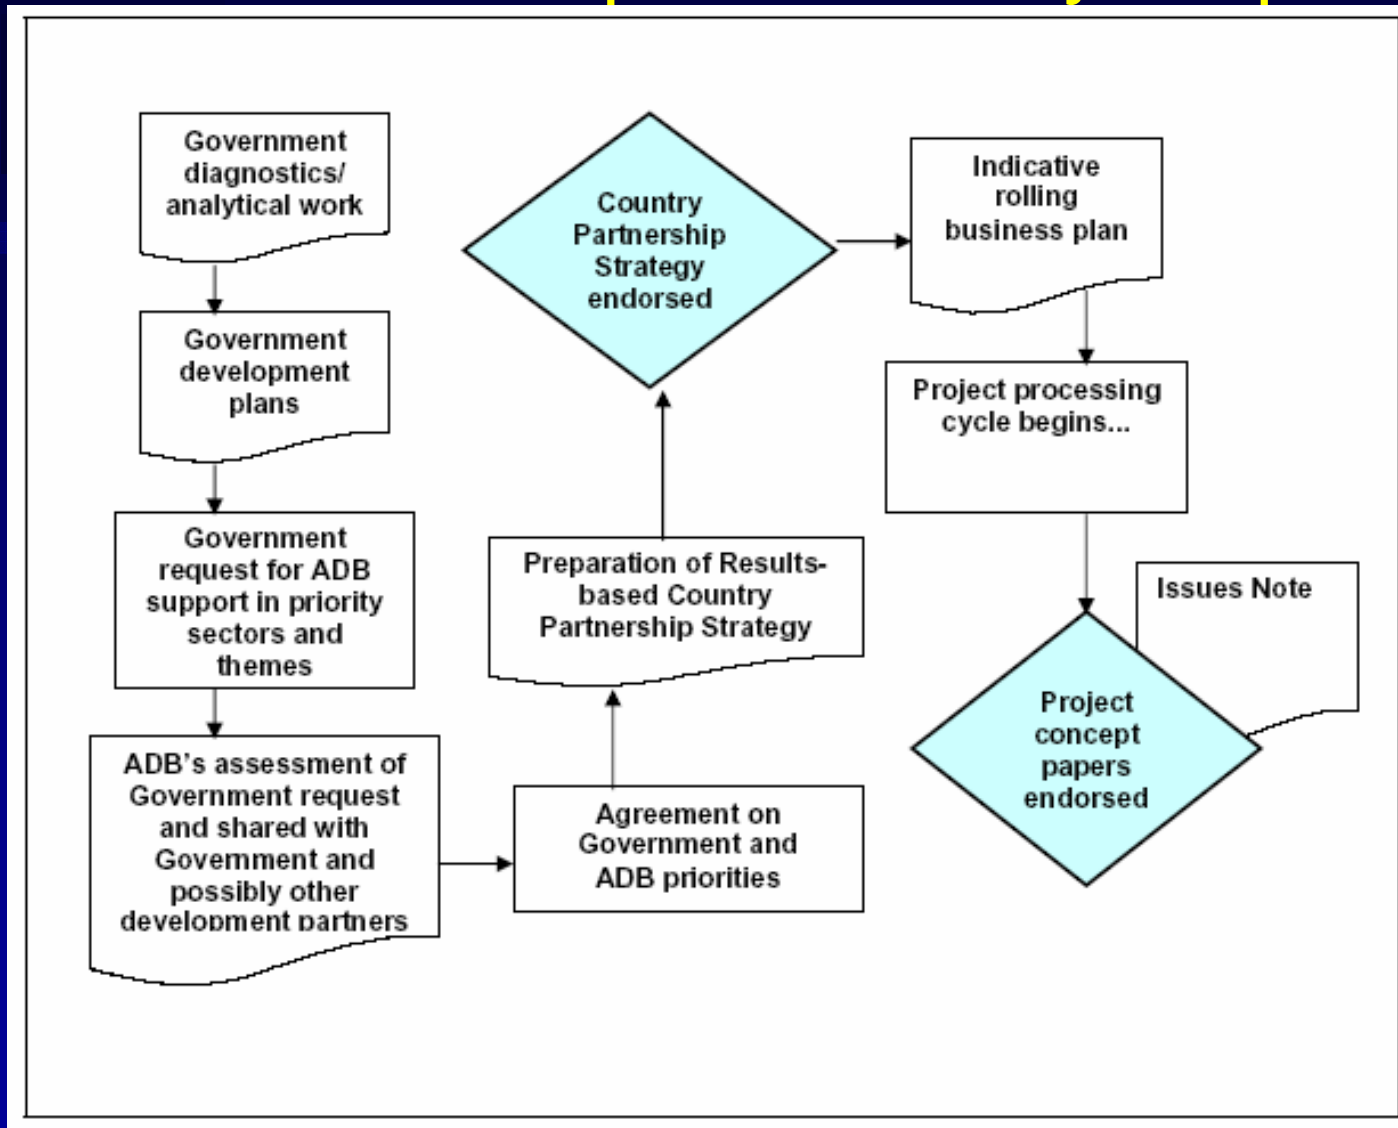 Government
diagnostics/
analytical work
Government
development
plans
Government
request for ADB
support in priority
sectors and
themes
ADB's assessment of
Government request
and shared with
Government and
possibly other
development partners
Agreement on
Government and
ADB priorities
Preparation of Results-
based Country
Partnership Strategy
Country
Partnership
Strategy
endorsed
Indicative
rolling
business plan
Project processing
cycle begins...
Issues Note
Project
concept
papers
endorsed